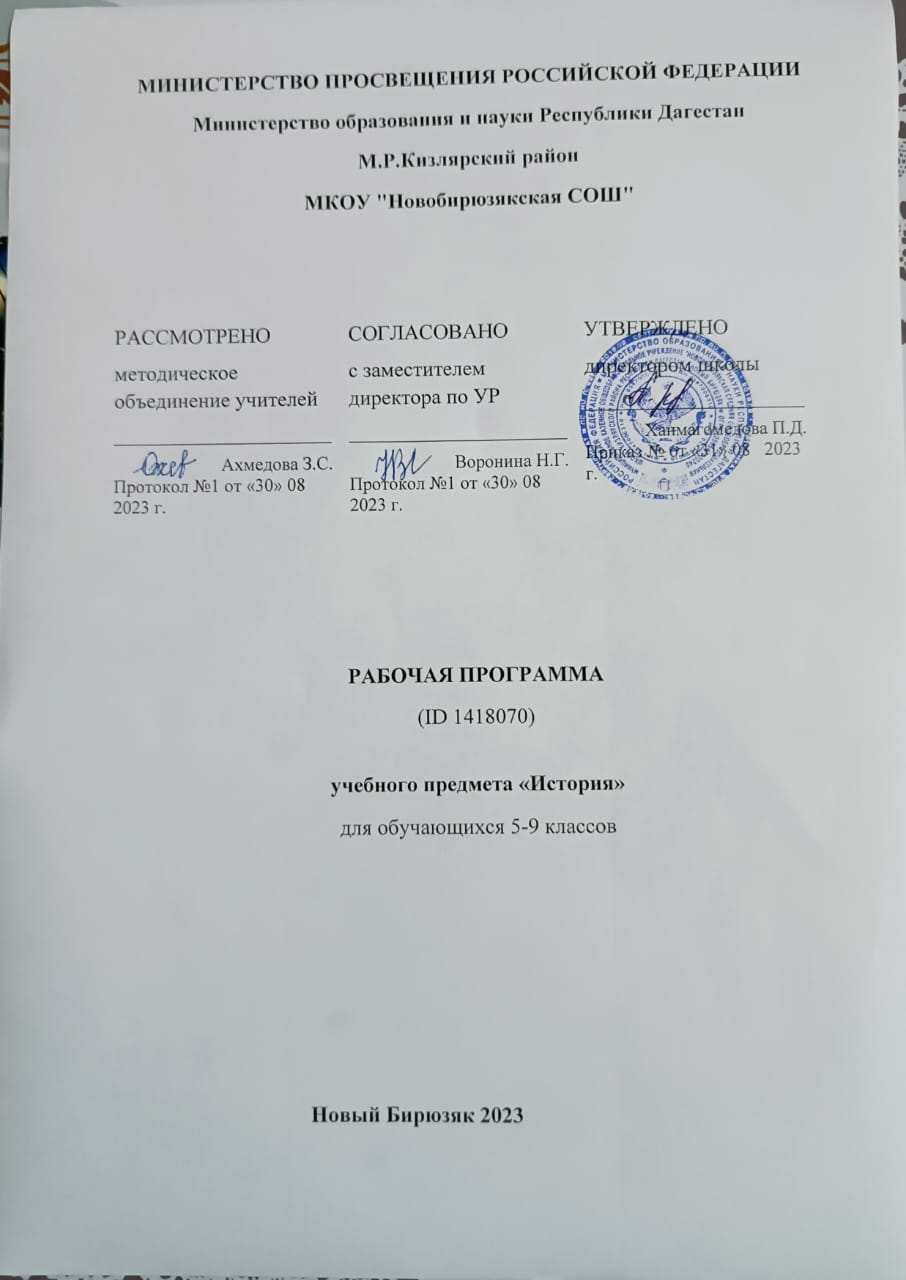 МИНИСТЕРСТВО ПРОСВЕЩЕНИЯ РОССИЙСКОЙ ФЕДЕРАЦИИ
Министерство образования и науки Республики Дагестан
М.Р.Кизлярский район
МКОУ "Новобирюзякская СОШ"
РАССМОТРЕНО
методическое
объединение учителей
Ахмедова З.С.
Протокол №1 от «30» 08
2023 г.
СОГЛАСОВАНО
с заместителем
директора по УР
Воронина Н.Г.
Протокол №1 от «30» 08
2023 г.
УТВЕРЖДЕНО
директором школы
Ханмагомедова П.Д.
Приказ № от «31» 08 2023
г.
РАБОЧАЯ ПРОГРАММА
(ID 1418070)
учебного предмета «История»
для обучающихся 5-9 классов
Новый Бирюзяк 2023